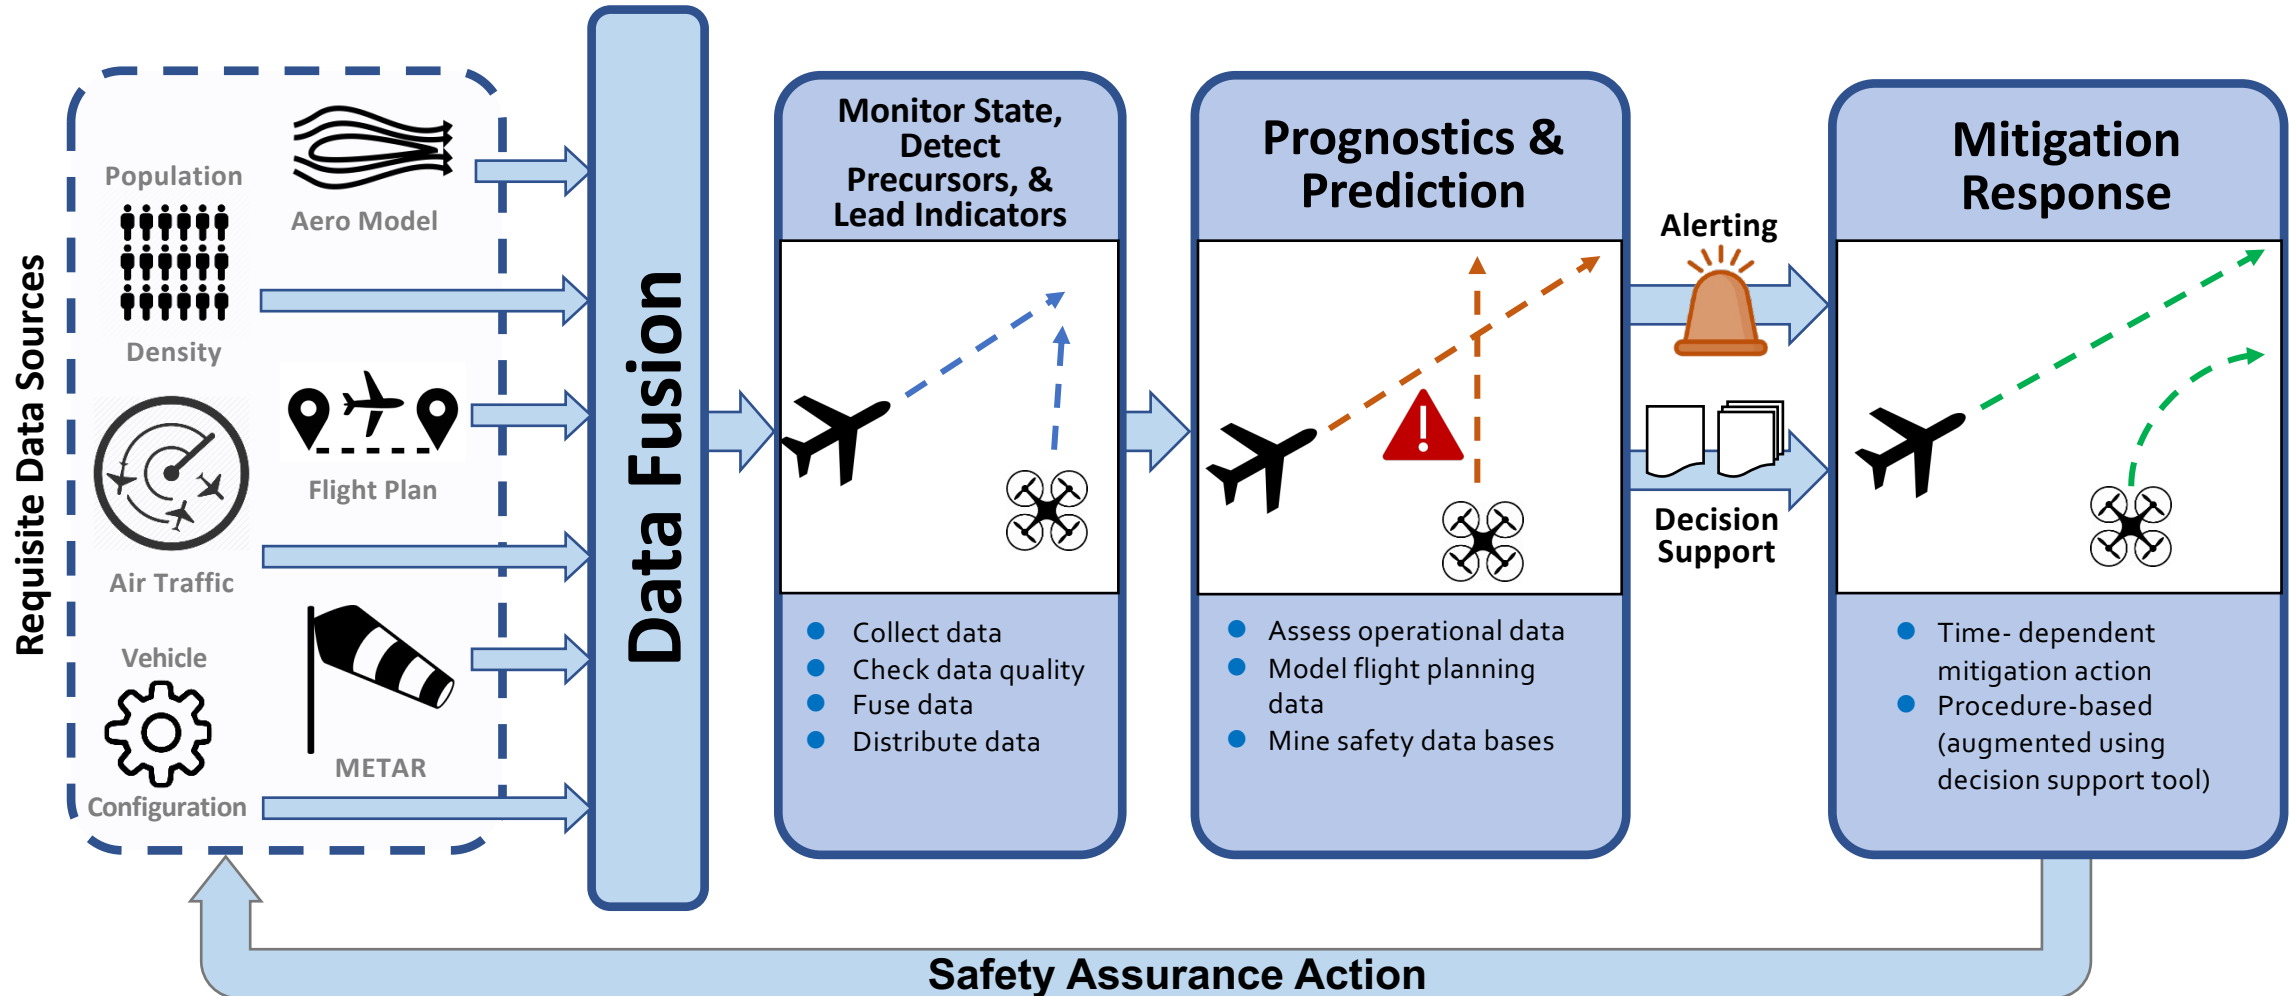 Requisite Data Sources
Population
Density
Aero Model
Flight Plan
Air Traffic
Vehicle
Configuration
METAR
Data Fusion
Monitor State,
Detect
Precursors, &
Lead Indicators
Collect data
Check data quality
Fuse data
Distribute data
Prognostics &
Prediction
Assess operational data
Model flight planning
data
Mine safety data bases
Alerting
Decision
Support
Mitigation
Response
Time- dependent
mitigation action
Procedure-based
(augmented using
decision support tool)
Safety Assurance Action